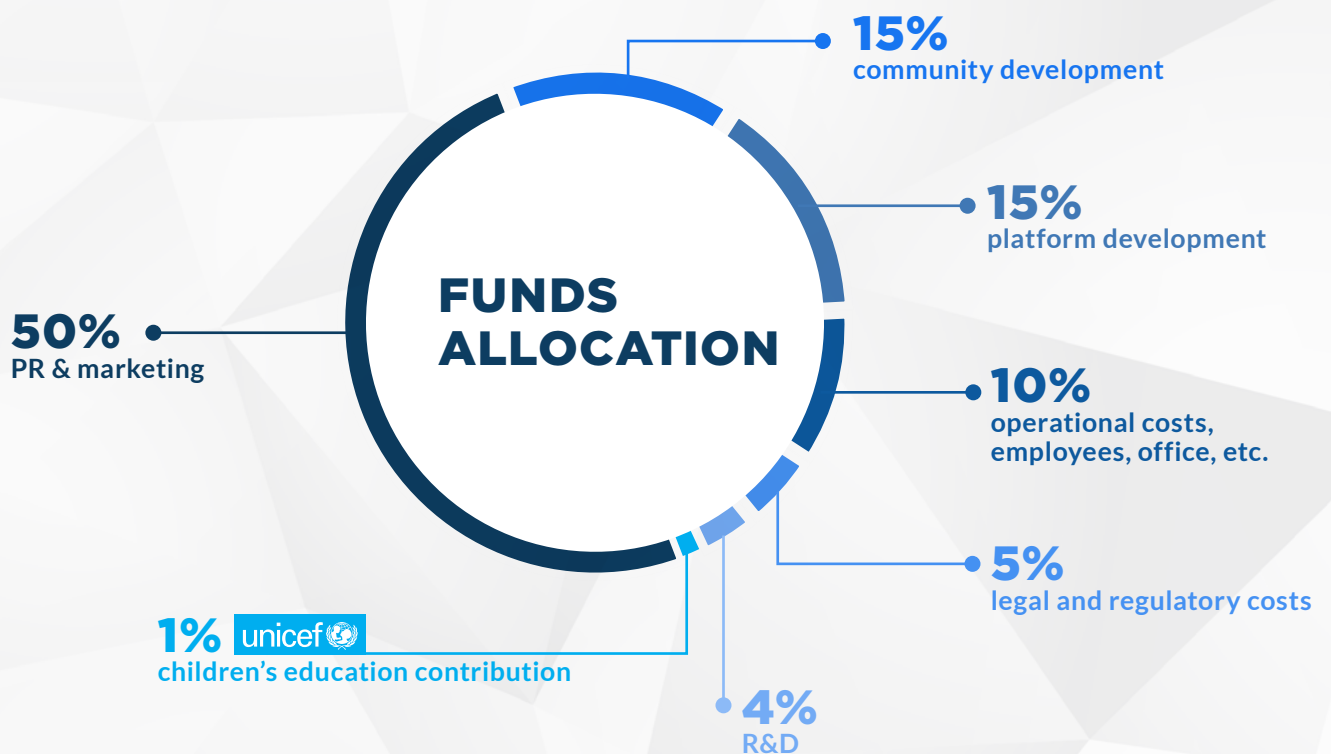 15%
community development
15%
platform development
FUNDS
ALLOCATION
50%
PR & marketing
10%
operational costs,
employees, office, etc.
5%
legal and regulatory costs
1% unicef
children’s education contribution
4%
R&D